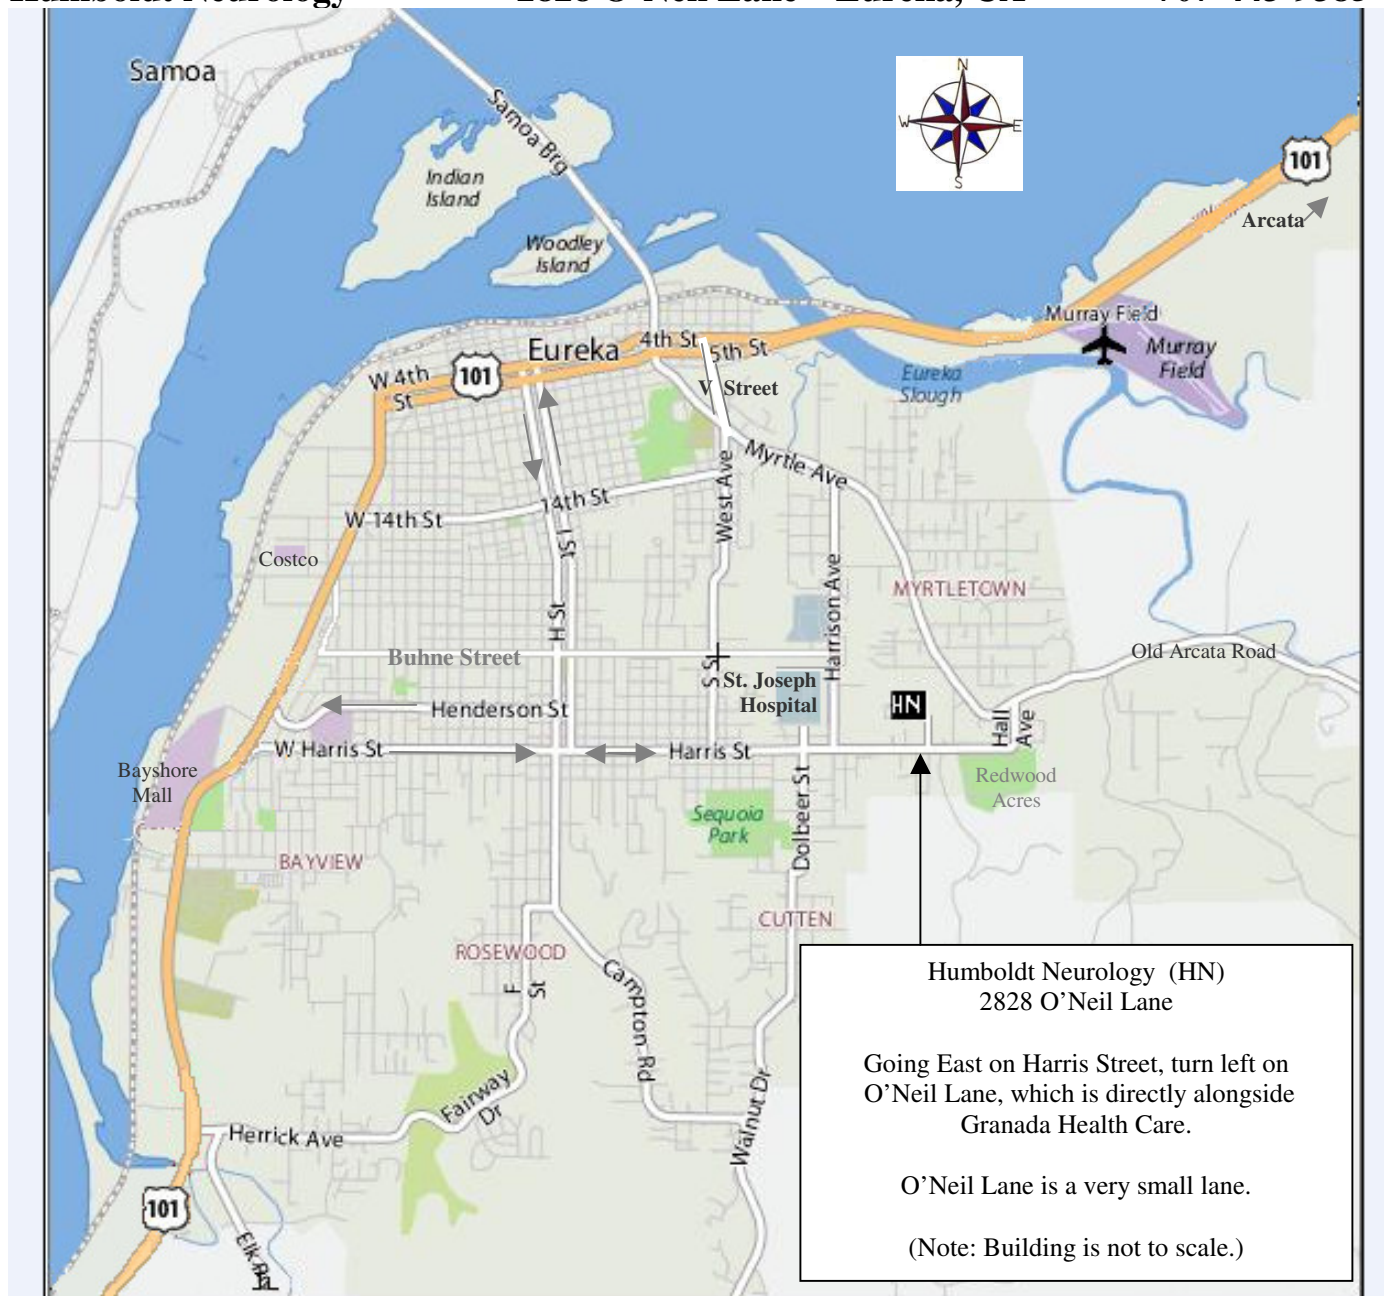 Humboldt Neurology
Samoa
Samoa Brg
N
W
E
S
101
Arcata
Indian
Island
Woodley
Island
Murray Field
Murray
Field
Eureka
Slough
Eureka
4th St
5th St
W 4th
St
101
V Street
Myrtle Ave
West Ave
14th St
W 14th St
I St
Costco
H St
Harrison Ave
MYRTLETOWN
Buhne Street
S St
Old Arcata Road
St. Joseph
Hospital
HN
Henderson St
Hall
Ave
W Harris St
Harris St
Bayshore
Mall
Redwood
Acres
Sequoia
Park
Dolbeer St
BAYVIEW
CUTTEN
ROSEWOOD
F
St
Campton Rd
Fairway
Dr
Walnut Dr
Herrick Ave
101
Elk
Humboldt Neurology (HN)
2828 O’Neil Lane
Going East on Harris Street, turn left on
O’Neil Lane, which is directly alongside
Granada Health Care.
O’Neil Lane is a very small lane.
(Note: Building is not to scale.)